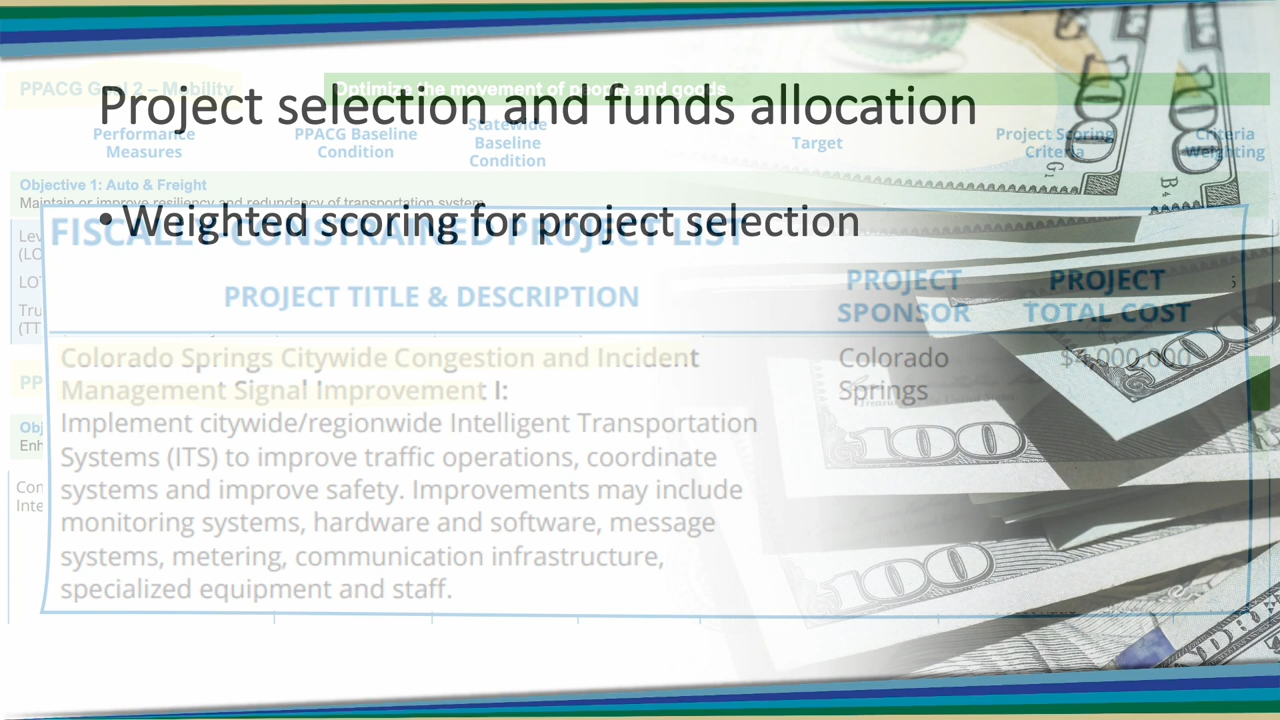 PPACG Goal 2 – Mobility
Optimize the movement of people and goods
Project selection and funds allocation
Performance Measures
PPACG Baseline Condition
Statewide Baseline Condition
Target
Project Scoring Criteria
Criteria Weighting
Objective 1: Auto & Freight
Maintain or improve resiliency and redundancy of transportation system
• Weighted scoring for project selection
FISCALLY CONSTRAINED PROJECT LIST
PROJECT TITLE & DESCRIPTION
PROJECT SPONSOR
PROJECT TOTAL COST
Colorado Springs Citywide Congestion and Incident
Management Signal Improvement I:
Implement citywide/regionwide Intelligent Transportation
Systems (ITS) to improve traffic operations, coordinate
systems and improve safety. Improvements may include
monitoring systems, hardware and software, message
systems, metering, communication infrastructure,
specialized equipment and staff.
Colorado
Springs
100
100
100
100
100